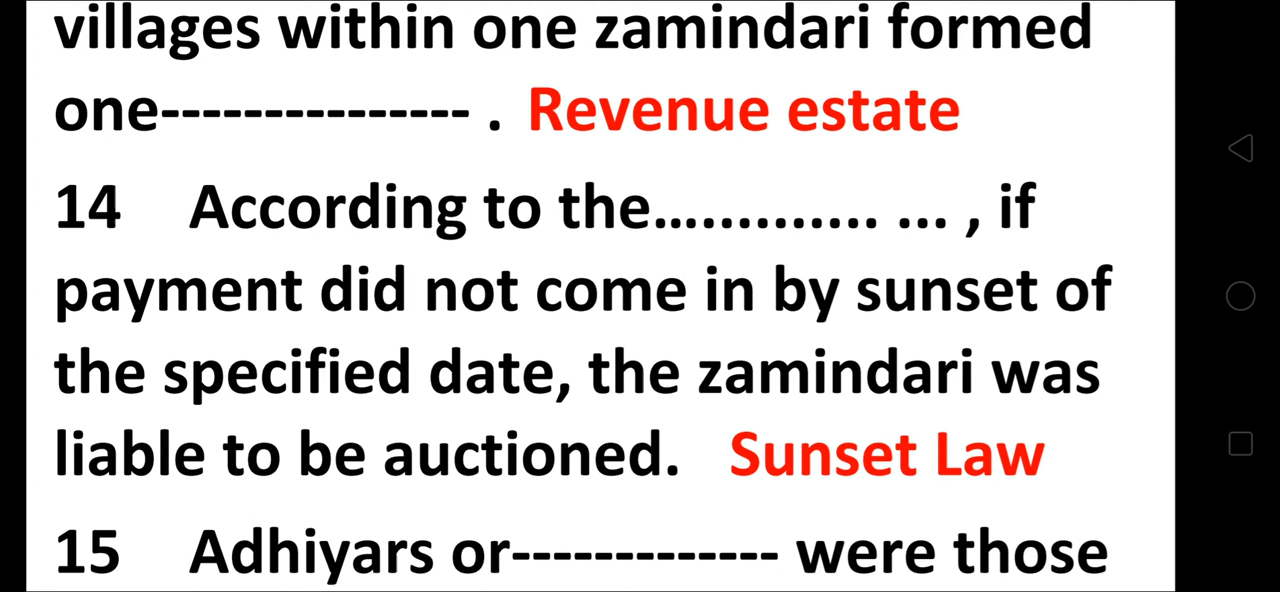 villages within one zamindari formed
one--------------- . Revenue estate
14 According to the…......... ... , if
payment did not come in by sunset of
the specified date, the zamindari was
liable to be auctioned. Sunset Law
15 Adhiyars or------------- were those